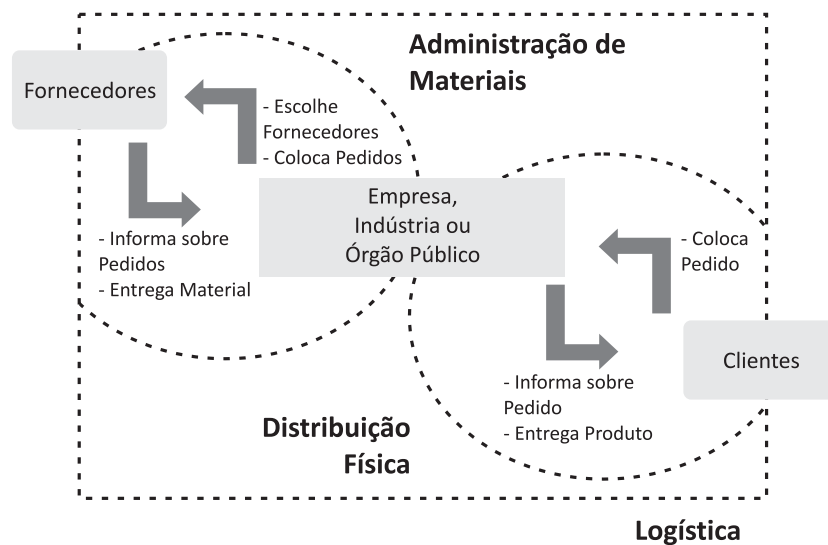 Administração de
Materiais
Fornecedores
- Escolhe
Fornecedores
- Coloca Pedidos
Empresa,
Indústria ou
Órgão Público
- Informa sobre
Pedidos
- Entrega Material
- Coloca
Pedido
Clientes
- Informa sobre
Pedido
- Entrega Produto
Distribuição
Física
Logística